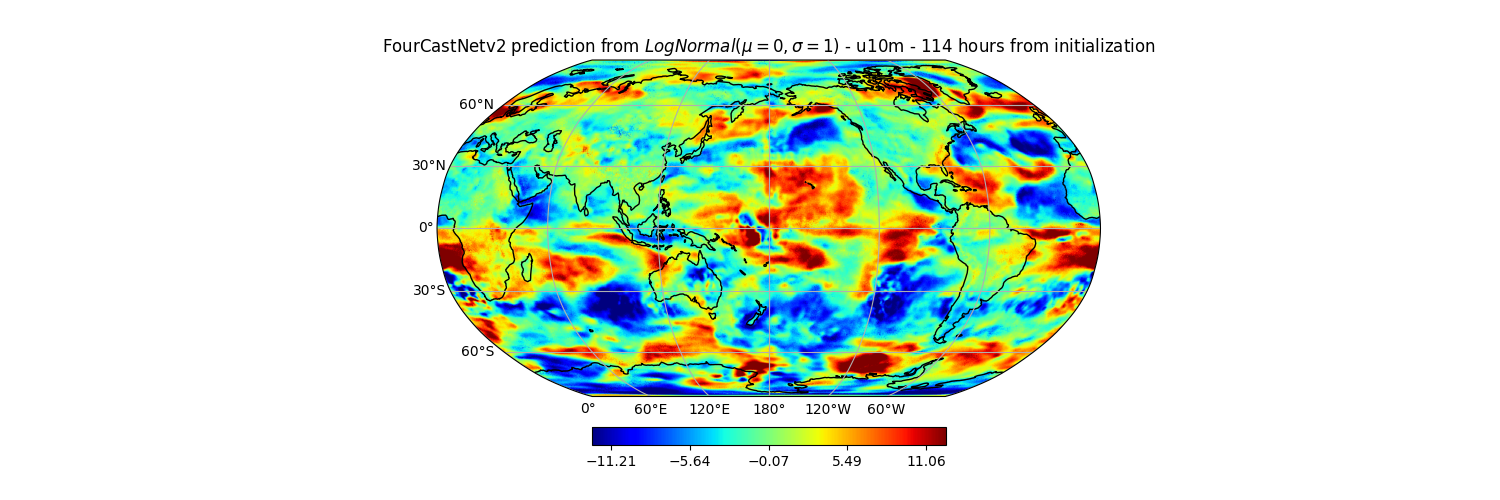 FourCastNetv2 prediction from LogNormal(μ = 0, σ = 1) - u10m - 114 hours from initialization
60°N
30°N
0°
30°S
60°S
0° 60°E 120°E 180° 120°W 60°W
−11.21 −5.64 −0.07 5.49 11.06